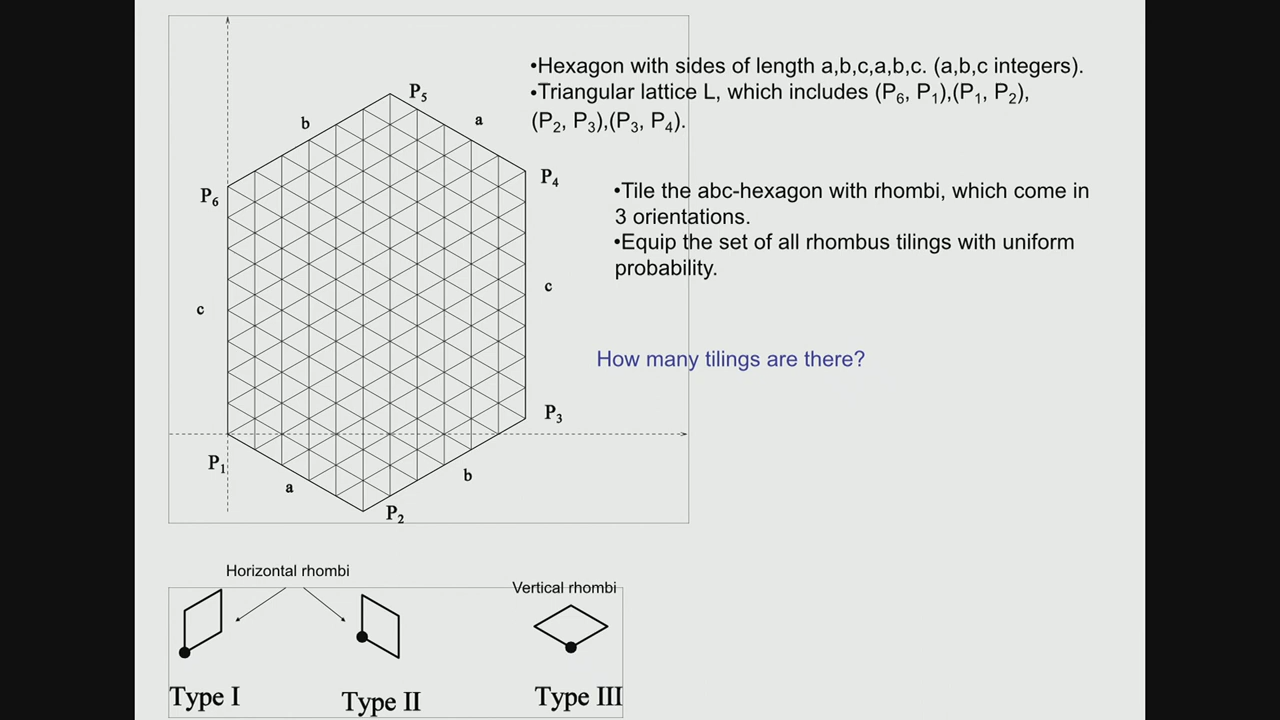 •Hexagon with sides of length a,b,c,a,b,c. (a,b,c integers).
•Triangular lattice L, which includes (P6, P1),(P1, P2),
(P2, P3),(P3, P4).
•Tile the abc-hexagon with rhombi, which come in
3 orientations.
•Equip the set of all rhombus tilings with uniform
probability.
How many tilings are there?
P5
b
a
P4
P6
c
c
P3
P1
a
b
P2
Horizontal rhombi
Vertical rhombi
Type I
Type II
Type III